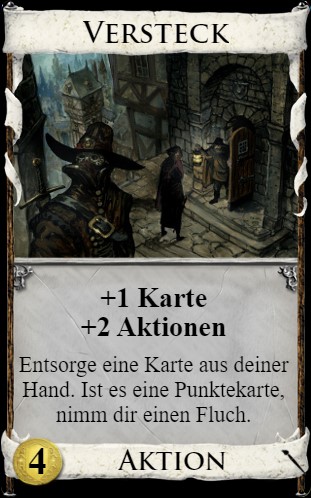 Versteck
+1 Karte
+2 Aktionen
Entsorge eine Karte aus deiner
Hand. Ist es eine Punktekarte,
nimm dir einen Fluch.
4
Aktion